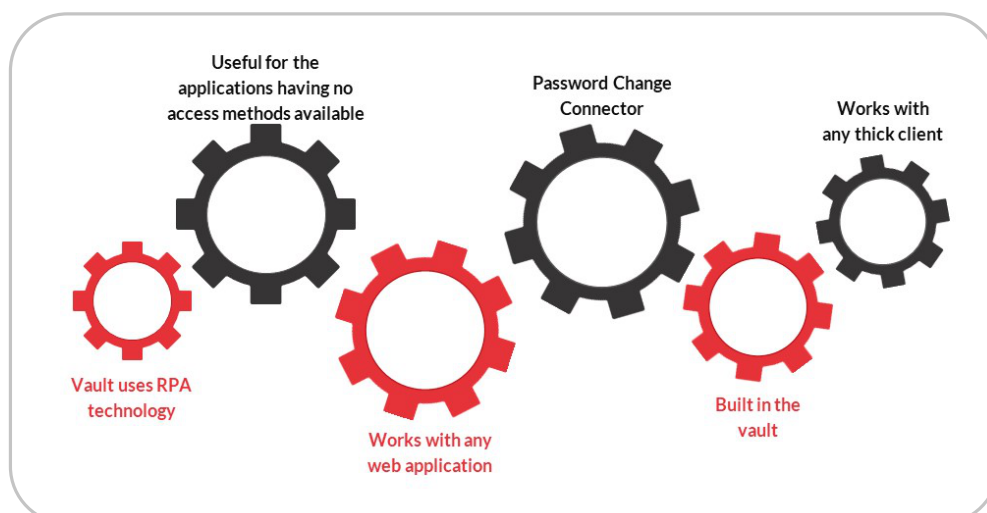 Useful for the
applications having no
access methods available
Password Change
Connector
Works with
any thick client
Vault uses RPA
technology
Works with any
web application
Built in the
vault